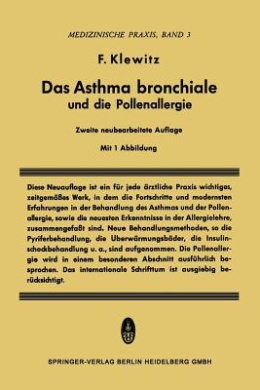 MEDIZINISCHE PRAXIS, BAND 3
F. Klewitz
Das Asthma bronchiale
und die Pollenallergie
Zweite neubearbeitete Auflage
Mit 1 Abbildung
Diese Neuauflage ist ein für jede ärztliche Praxis wichtiges,
zeitgemäßes Werk, in dem die Fortschritte und modernsten
Erfahrungen in der Behandlung des Asthmas und der Pollen-
allergie, sowie die neuesten Erkenntnisse in der Allergielehre,
zusammengefaßt sind. Neue Behandlungsmethoden, so die
Pyriferbehandlung, die Uberwärmungsbäder, die Insulin-
schockbehandlung u. a., sind aufgenommen. Die Pollenaller-
gie wird in einem besonderen Abschnitt ausführlich be-
sprochen. Das internationale Schrifttum ist ausgiebig be-
rücksichtigt.
SPRINGER-VERLAG BERLIN HEIDELBERG GMBH